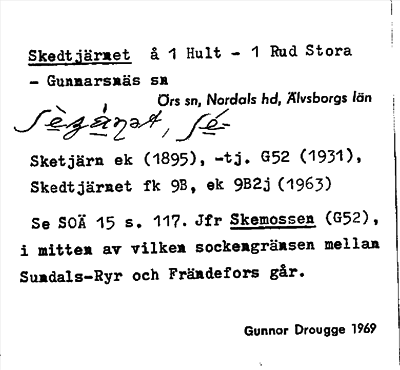 Skedtjärnet å 1 Hult - 1 Rud Stora
- Gunnarsnäs sn
Örs sn, Nordals hd, Älvsborgs län
Sketjärn ek (1895), -tj. G52 (1931),
Skedtjärnet fk 9B, ek 9B2j (1963)
Se SOÄ 15 s. 117. Jfr Skemossen (G52),
i mitten av vilken sockengränsen mellan
Sundals-Ryr och Frändefors går.
Gunnar Drougge 1969